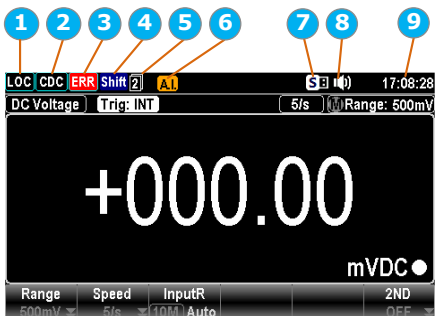 1 2 3 4 5 6 7 8 9
LOC CDC ERR Shift 2 A.I. S 17:08:28
DC Voltage Trig: INT 5/s M Range: 500mV
+000.00
mVDC
Range Speed InputR 2ND
500mV 5/s 10M Auto OFF